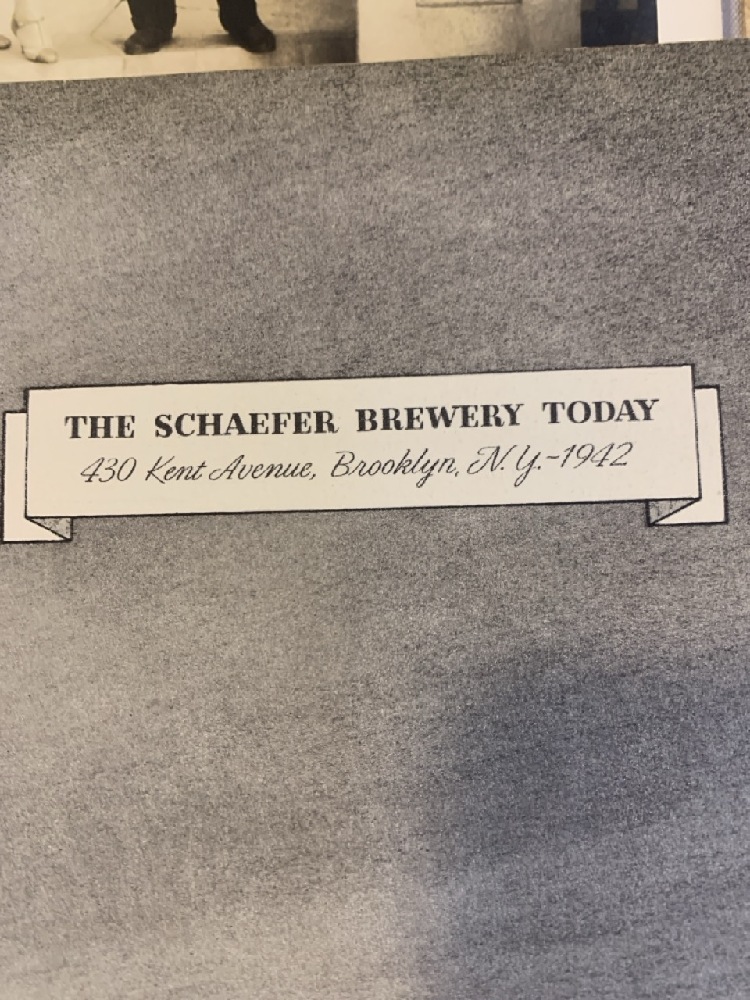 THE SCHAEFER BREWERY TODAY
430 Kent Avenue, Brooklyn, N.Y.-1942